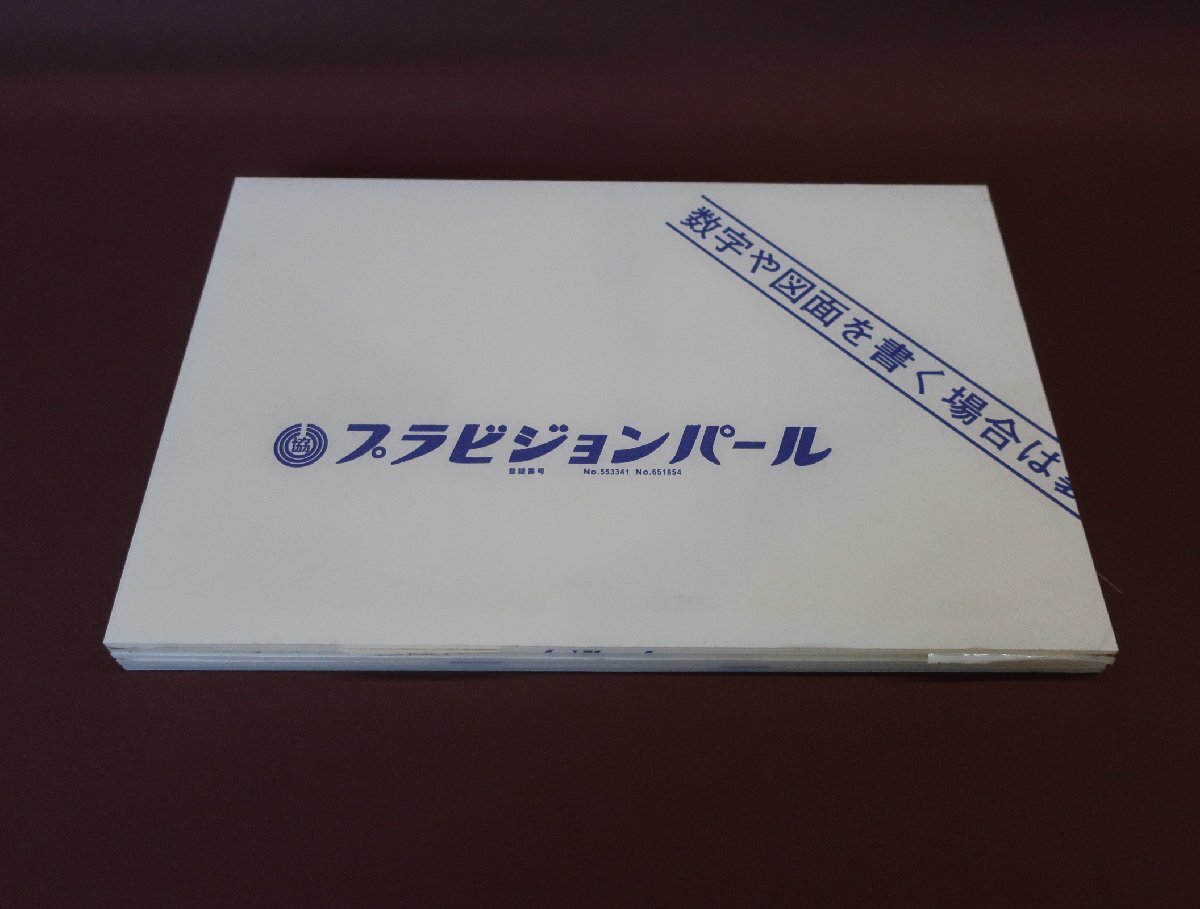 数字や図面を書く場合は
協 プラビジョンパール
登録番号 No.553341 No.651854